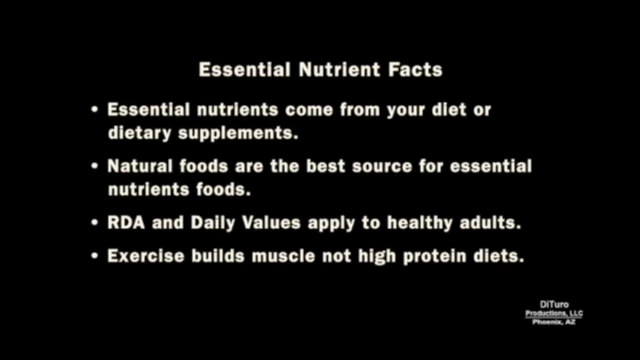 Essential Nutrient Facts
• Essential nutrients come from your diet or
dietary supplements.
• Natural foods are the best source for essential
nutrients foods.
• RDA and Daily Values apply to healthy adults.
• Exercise builds muscle not high protein diets.
DiTuro
Productions, LLC
Phoenix, AZ